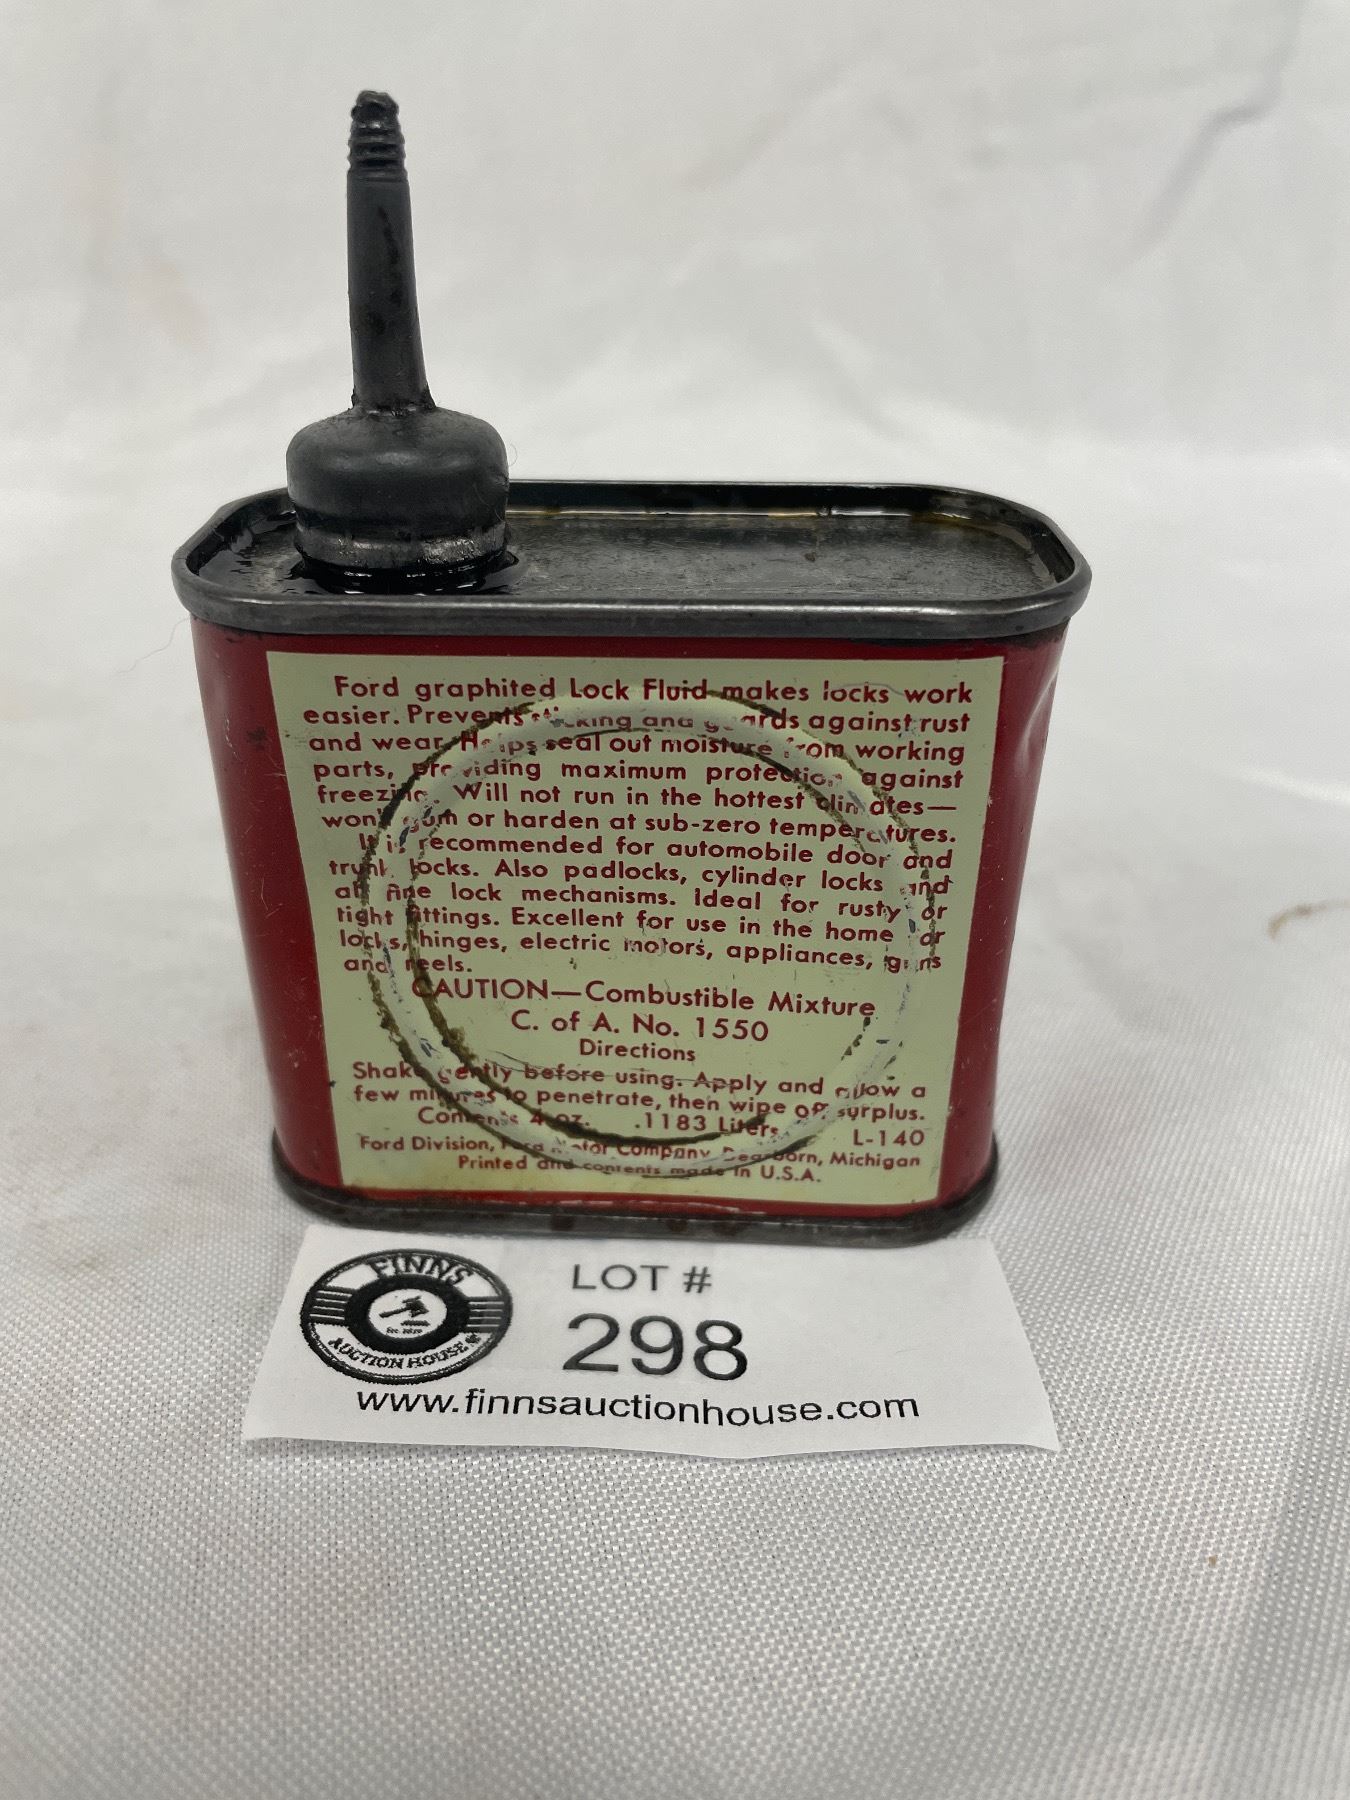 Ford graphited Lock Fluid makes locks work
easier. Prevents sticking and guards against rust
and wear. Helps seal out moisture from working
parts, providing maximum protection against
freezing. Will not run in the hottest climates—
won't gum or harden at sub-zero temperatures.
It is recommended for automobile door and
trunk locks. Also padlocks, cylinder locks and
all fine lock mechanisms. Ideal for rusty or
tight fittings. Excellent for use in the home or
locks, hinges, electric motors, appliances, guns
and reels.
CAUTION—Combustible Mixture
C. of A. No. 1550
Directions
Shake gently before using. Apply and allow a
few minutes to penetrate, then wipe off surplus.
Contents 4 oz. .1183 Liters L-140
Ford Division, Ford Motor Company, Dearborn, Michigan
Printed and contents made in U.S.A.
FINNS
AUCTION HOUSE
LOT #
298
www.finnsauctionhouse.com